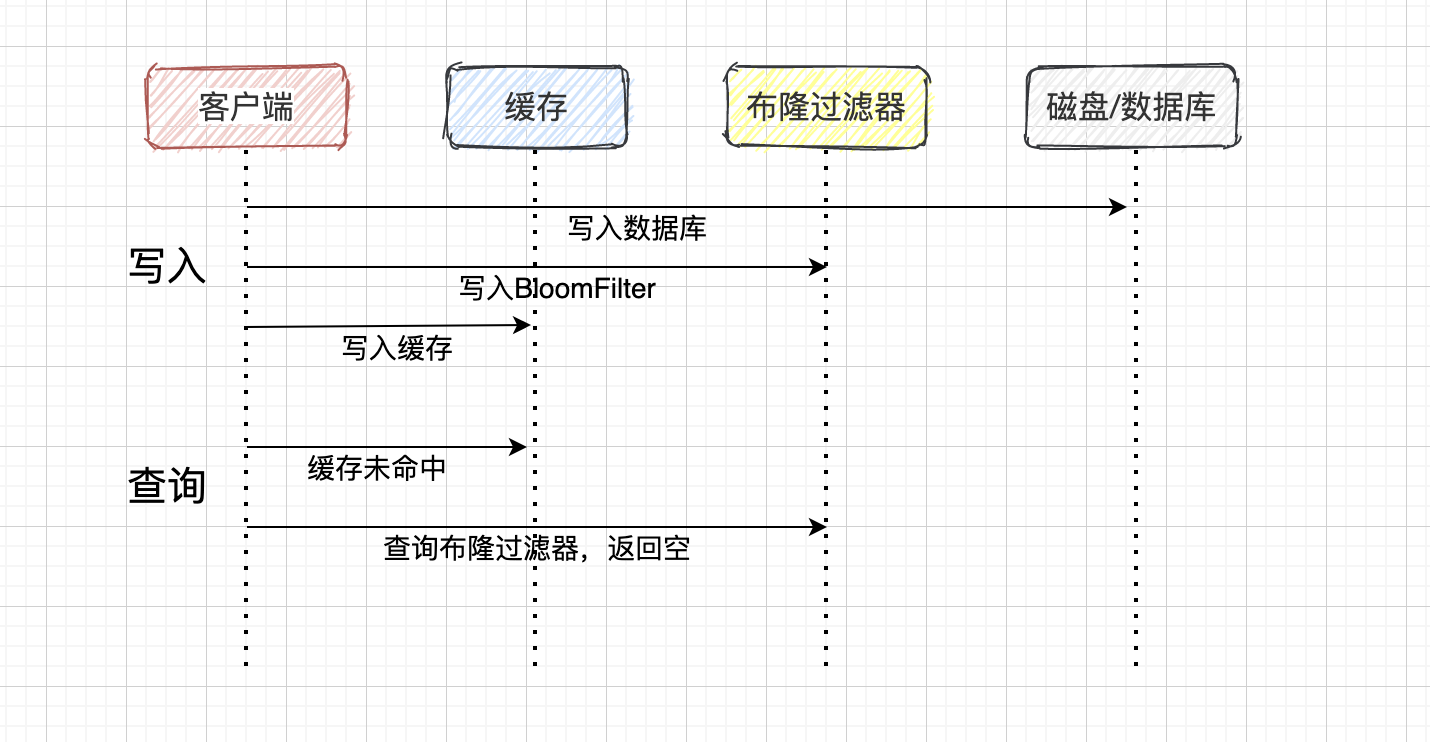 客户端
缓存
布隆过滤器
磁盘/数据库
写入数据库
写入
写入BloomFilter
写入缓存
缓存未命中
查询
查询布隆过滤器，返回空